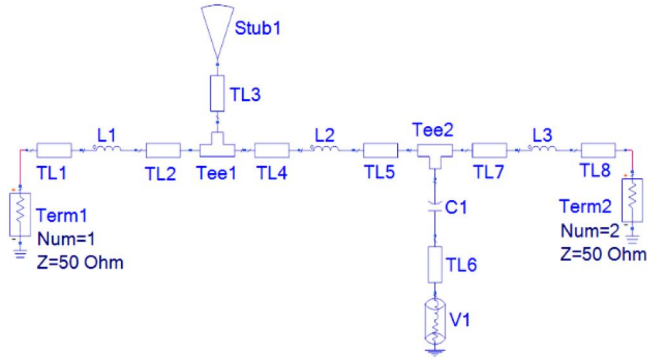 Stub1
TL3
L1
L2
Tee2
L3
TL1
TL2
Tee1
TL4
TL5
TL7
TL8
Term1
Num=1
Z=50 Ohm
C1
Term2
Num=2
Z=50 Ohm
TL6
V1